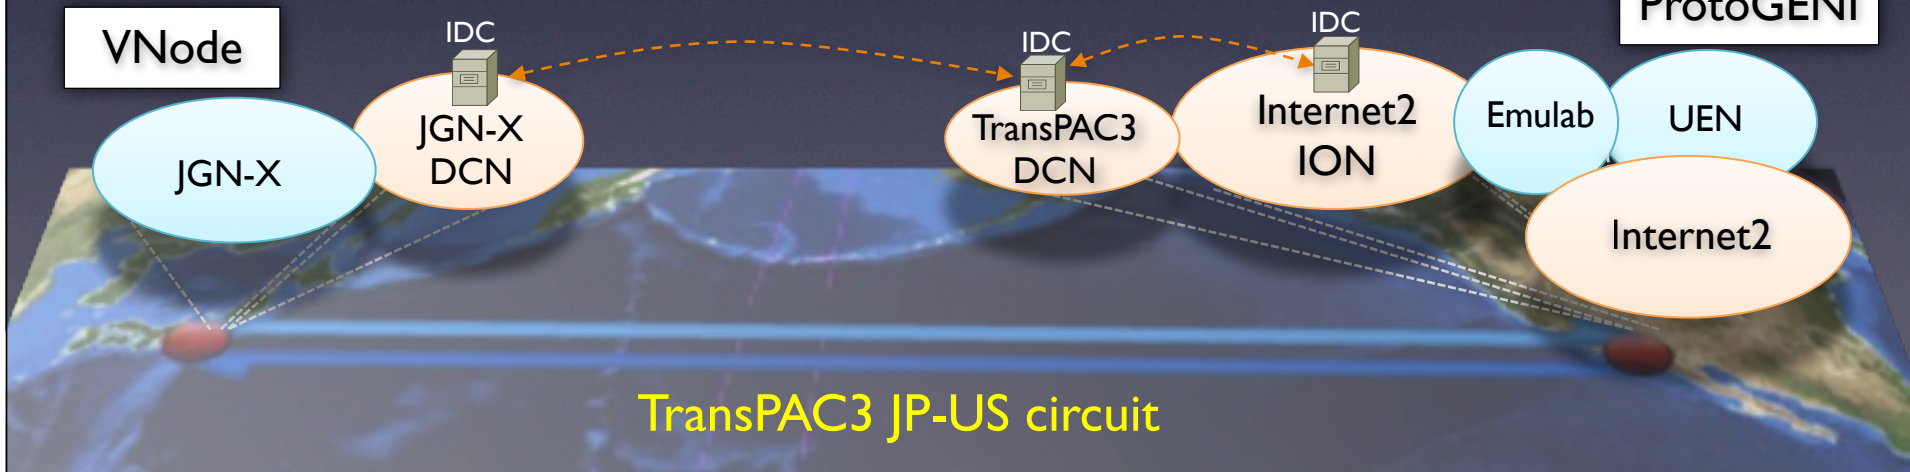 VNode
IDC
IDC
IDC
ProtoGENI
JGN-X
JGN-X
DCN
TransPAC3
DCN
Internet2
ION
Emulab
UEN
Internet2
TransPAC3 JP-US circuit